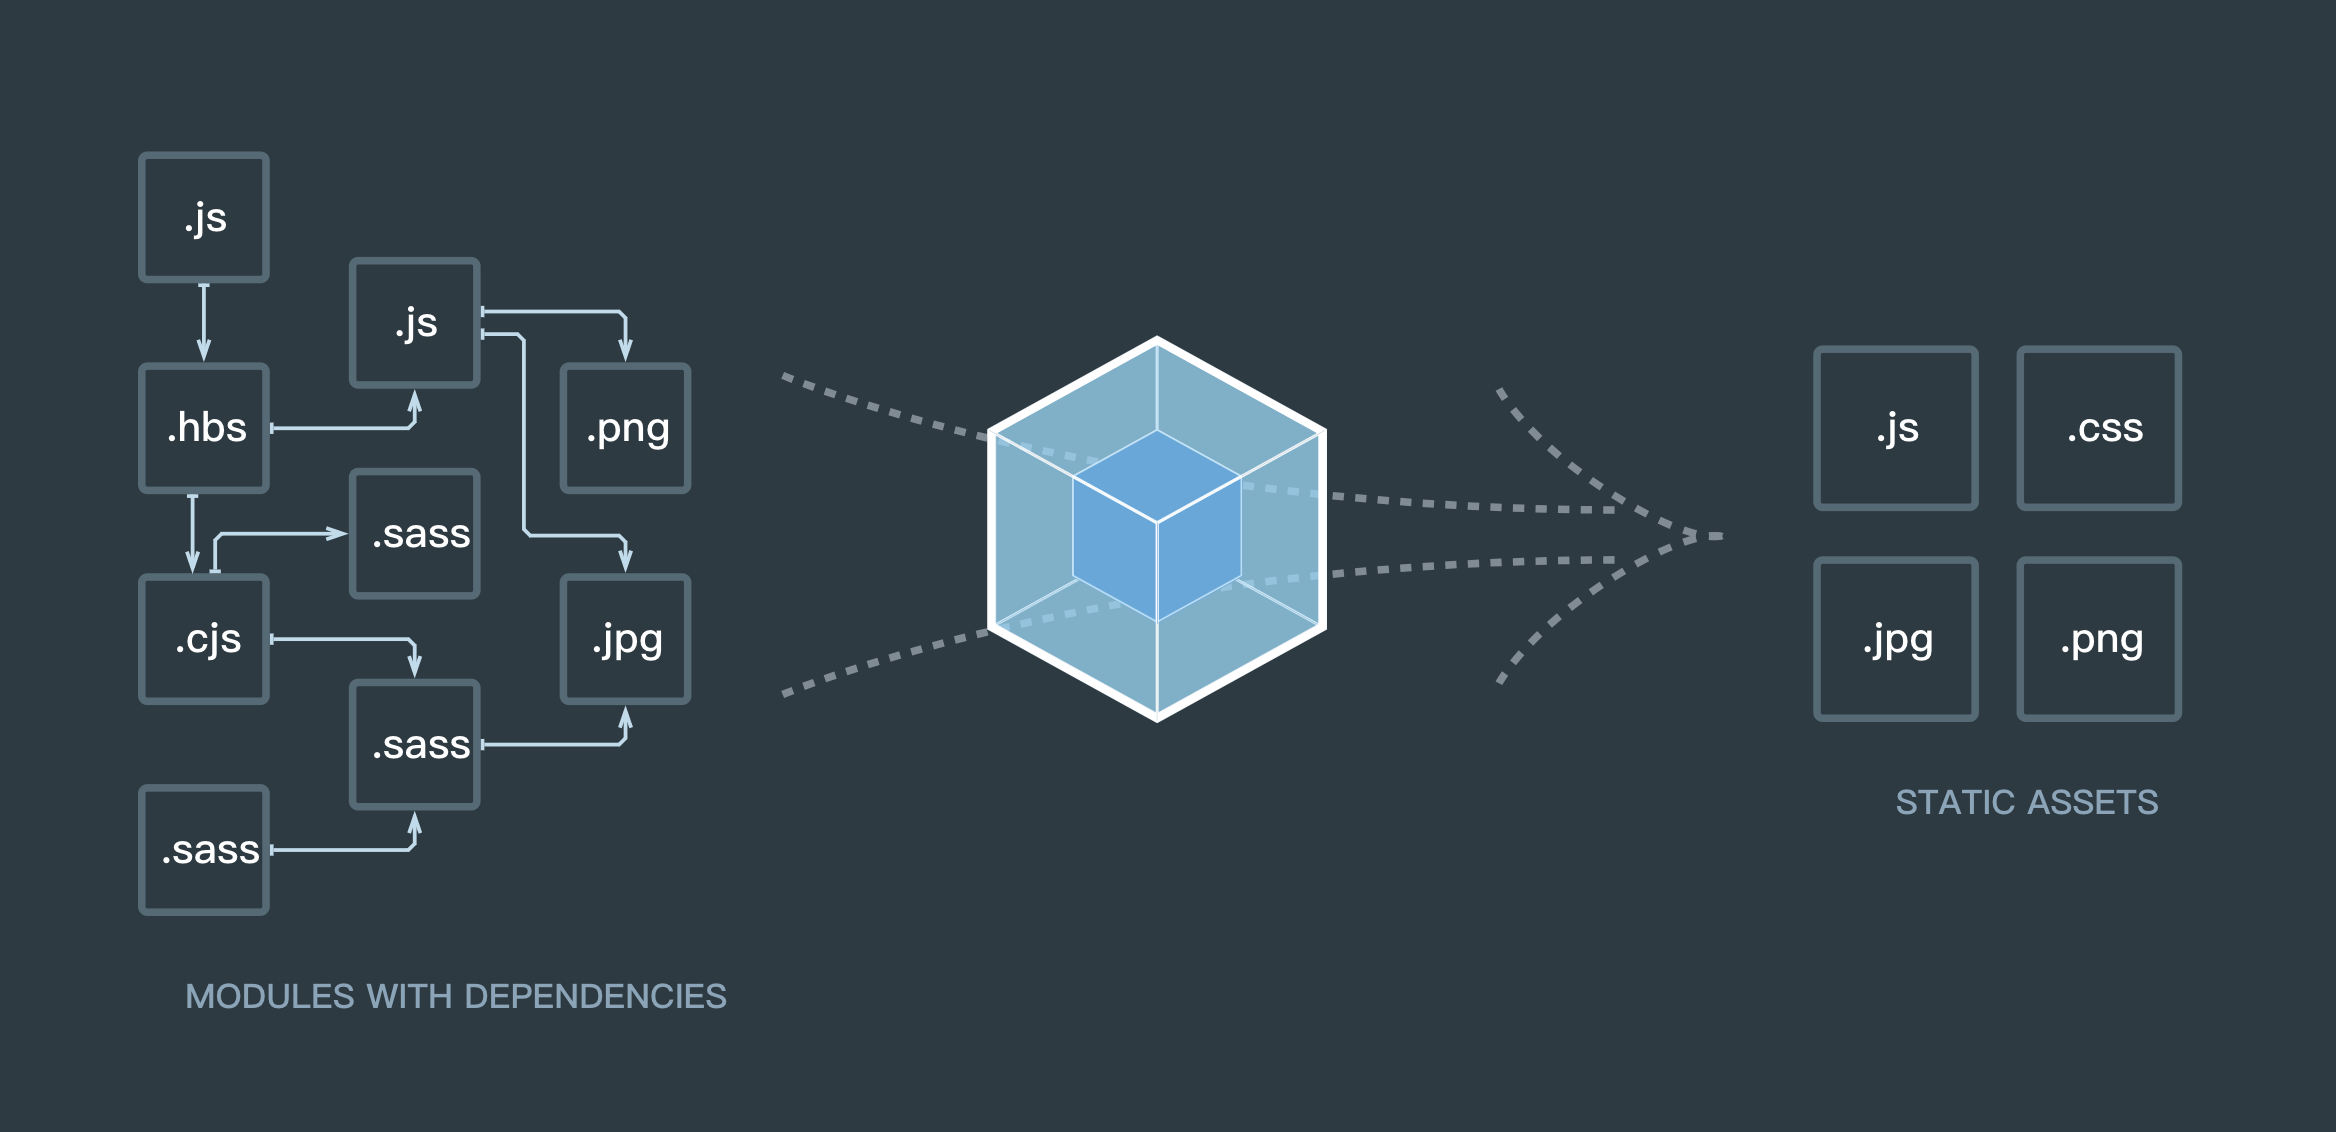 .js
.js
.hbs
.png
.sass
.cjs
.jpg
.sass
.sass
MODULES WITH DEPENDENCIES
.js
.css
.jpg
.png
STATIC ASSETS